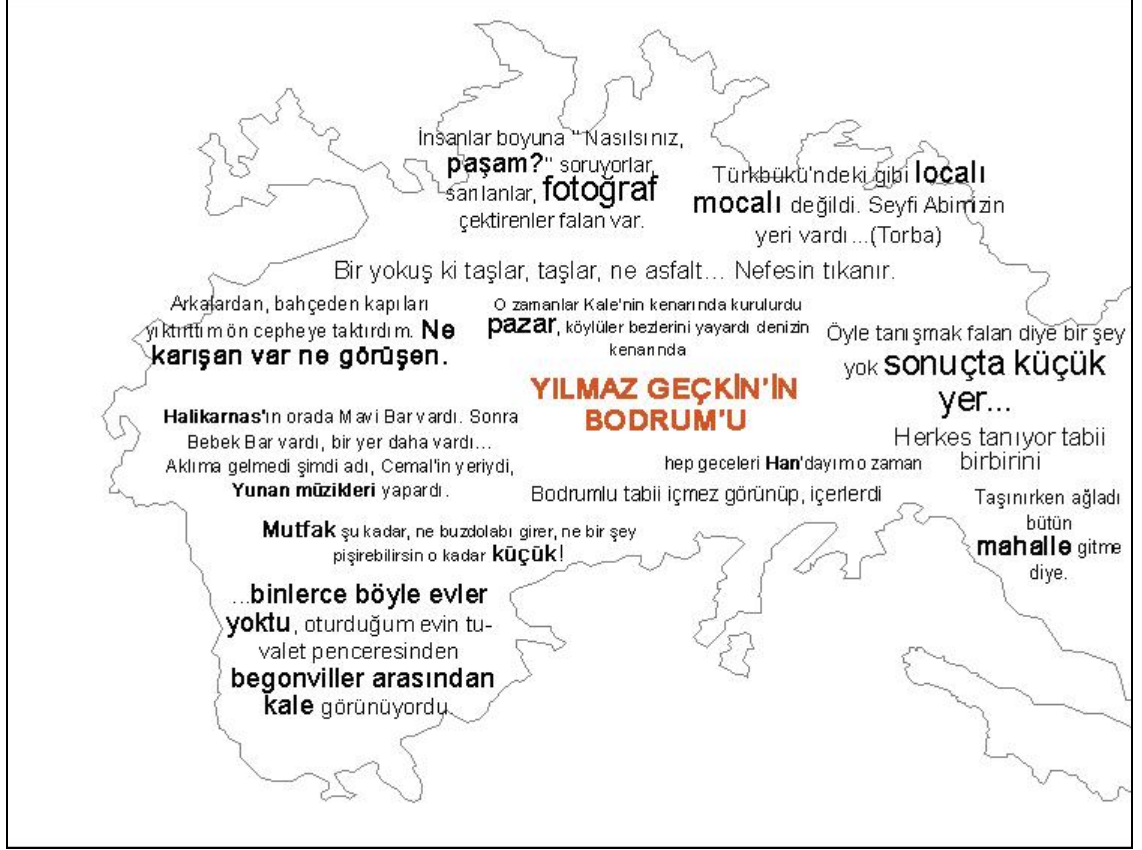 İnsanlar boyuna " Nasılsınız,
paşam?" soruyorlar,
sarılanlar, fotoğraf
çektirenler falan var.
Türkbükü'ndeki gibi localı
mocalı değildi. Seyfi Abimizin
yeri vardı...(Torba)
Bir yokuş ki taşlar, taşlar, ne asfalt... Nefesin tıkanır.
Arkalardan, bahçeden kapıları
yıktırttım ön cepheye taktırdım. Ne
karışan var ne görüşen.
O zamanlar Kale'nin kenarında kurulurdu
pazar, köylüler bezlerini yayardı denizin
kenarında
Öyle tanışmak falan diye bir şey
yok sonuçta küçük
yer...
Herkes tanıyor tabii
birbirini
YILMAZ GEÇKİN'İN
BODRUM'U
Halikarnas'ın orada Mavi Bar vardı. Sonra
Bebek Bar vardı, bir yer daha vardı...
Aklıma gelmedi şimdi adı, Cemal'in yeriydi,
Yunan müzikleri yapardı.
hep geceleri Han'dayım o zaman
Bodrumlu tabii içmez görünüp, içerlerdi
Taşınırken ağladı
bütün
mahalle gitme
diye.
Mutfak şu kadar, ne buzdolabı girer, ne bir şey
pişirebilirsin o kadar küçük!
...binlerce böyle evler
yoktu, oturduğum evin tu-
valet penceresinden
begonviller arasından
kale görünüyordu